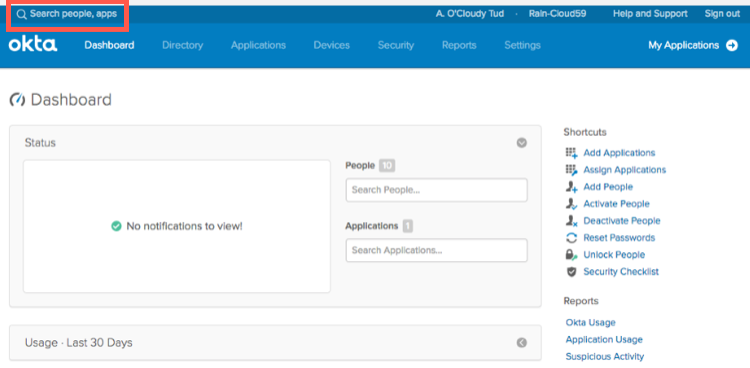 Search people, apps
A. O'Cloudy Tud · Rain-Cloud59 Help and Support Sign out
okta Dashboard Directory Applications Devices Security Reports Settings My Applications
Dashboard
Status
No notifications to view!
People 10
Search People...
Applications 1
Search Applications...
Usage · Last 30 Days
Shortcuts
Add Applications
Assign Applications
Add People
Activate People
Deactivate People
Reset Passwords
Unlock People
Security Checklist
Reports
Okta Usage
Application Usage
Suspicious Activity